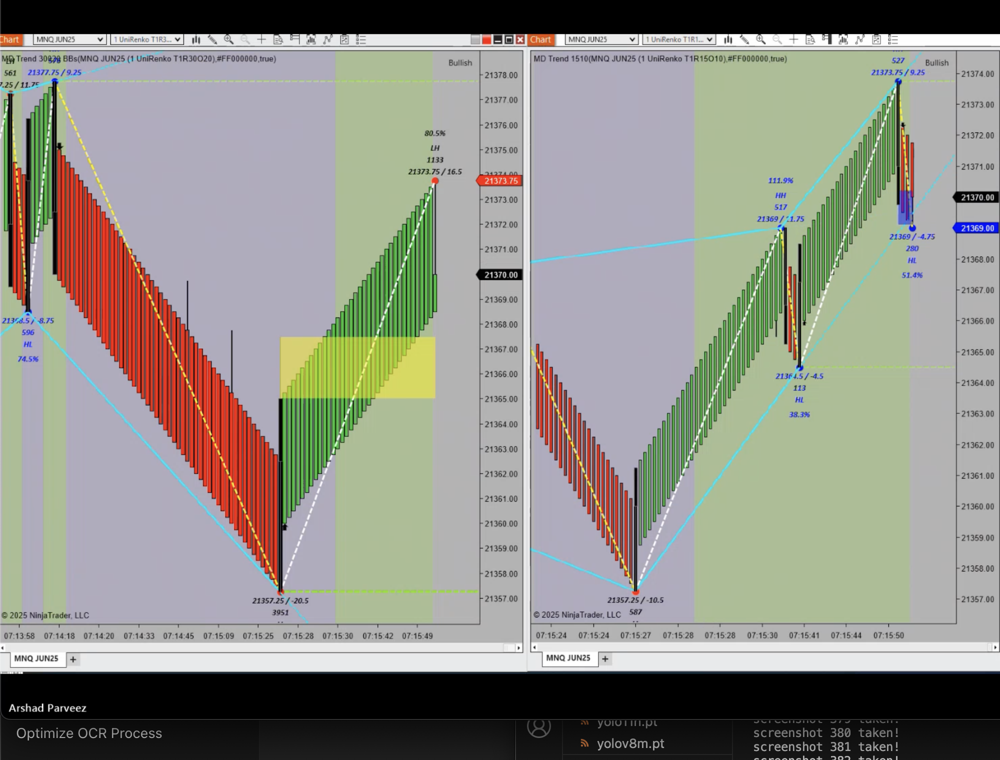 Chart
MNQ JUN25
1 UniRenko T1R3...
Chart
MNQ JUN25
1 UniRenko T1R1...
MD Trend 3020 BBs(MNQ JUN25 (1 UniRenko T1R30O20),#FF000000,true)
Bullish
561
21377.75 / 9.25
80.5%
LH
1133
21373.75 / 16.5
596
HL
74.5%
21357.25 / -20.5
3951
21378.00
21377.00
21376.00
21375.00
21374.00
21373.75
21373.00
21372.00
21371.00
21370.00
21369.00
21368.00
21367.00
21366.00
21365.00
21364.00
21363.00
21362.00
21361.00
21360.00
21359.00
21358.00
21357.00
© 2025 NinjaTrader, LLC
07:13:58 07:14:18 07:14:20 07:14:33 07:14:45 07:15:09 07:15:25 07:15:28 07:15:30 07:15:42 07:15:49
MNQ JUN25 +
MD Trend 1510(MNQ JUN25 (1 UniRenko T1R15O10),#FF000000,true)
Bullish
527
21373.75 / 9.25
111.9%
HH
517
21369 / 11.75
21369 / -4.75
280
HL
51.4%
113
HL
38.3%
21357.25 / -10.5
587
21374.00
21373.00
21372.00
21371.00
21370.00
21369.00
21368.00
21367.00
21366.00
21365.00
21364.00
21363.00
21362.00
21361.00
21360.00
21359.00
21358.00
21357.00
© 2025 NinjaTrader, LLC
07:15:24 07:15:24 07:15:27 07:15:28 07:15:28 07:15:30 07:15:41 07:15:44 07:15:50
MNQ JUN25 +
Arshad Parveez
Optimize OCR Process
yolo11n.pt
yolov8m.pt
screenshot 379 taken!
screenshot 380 taken!
screenshot 381 taken!
screenshot 382 taken!